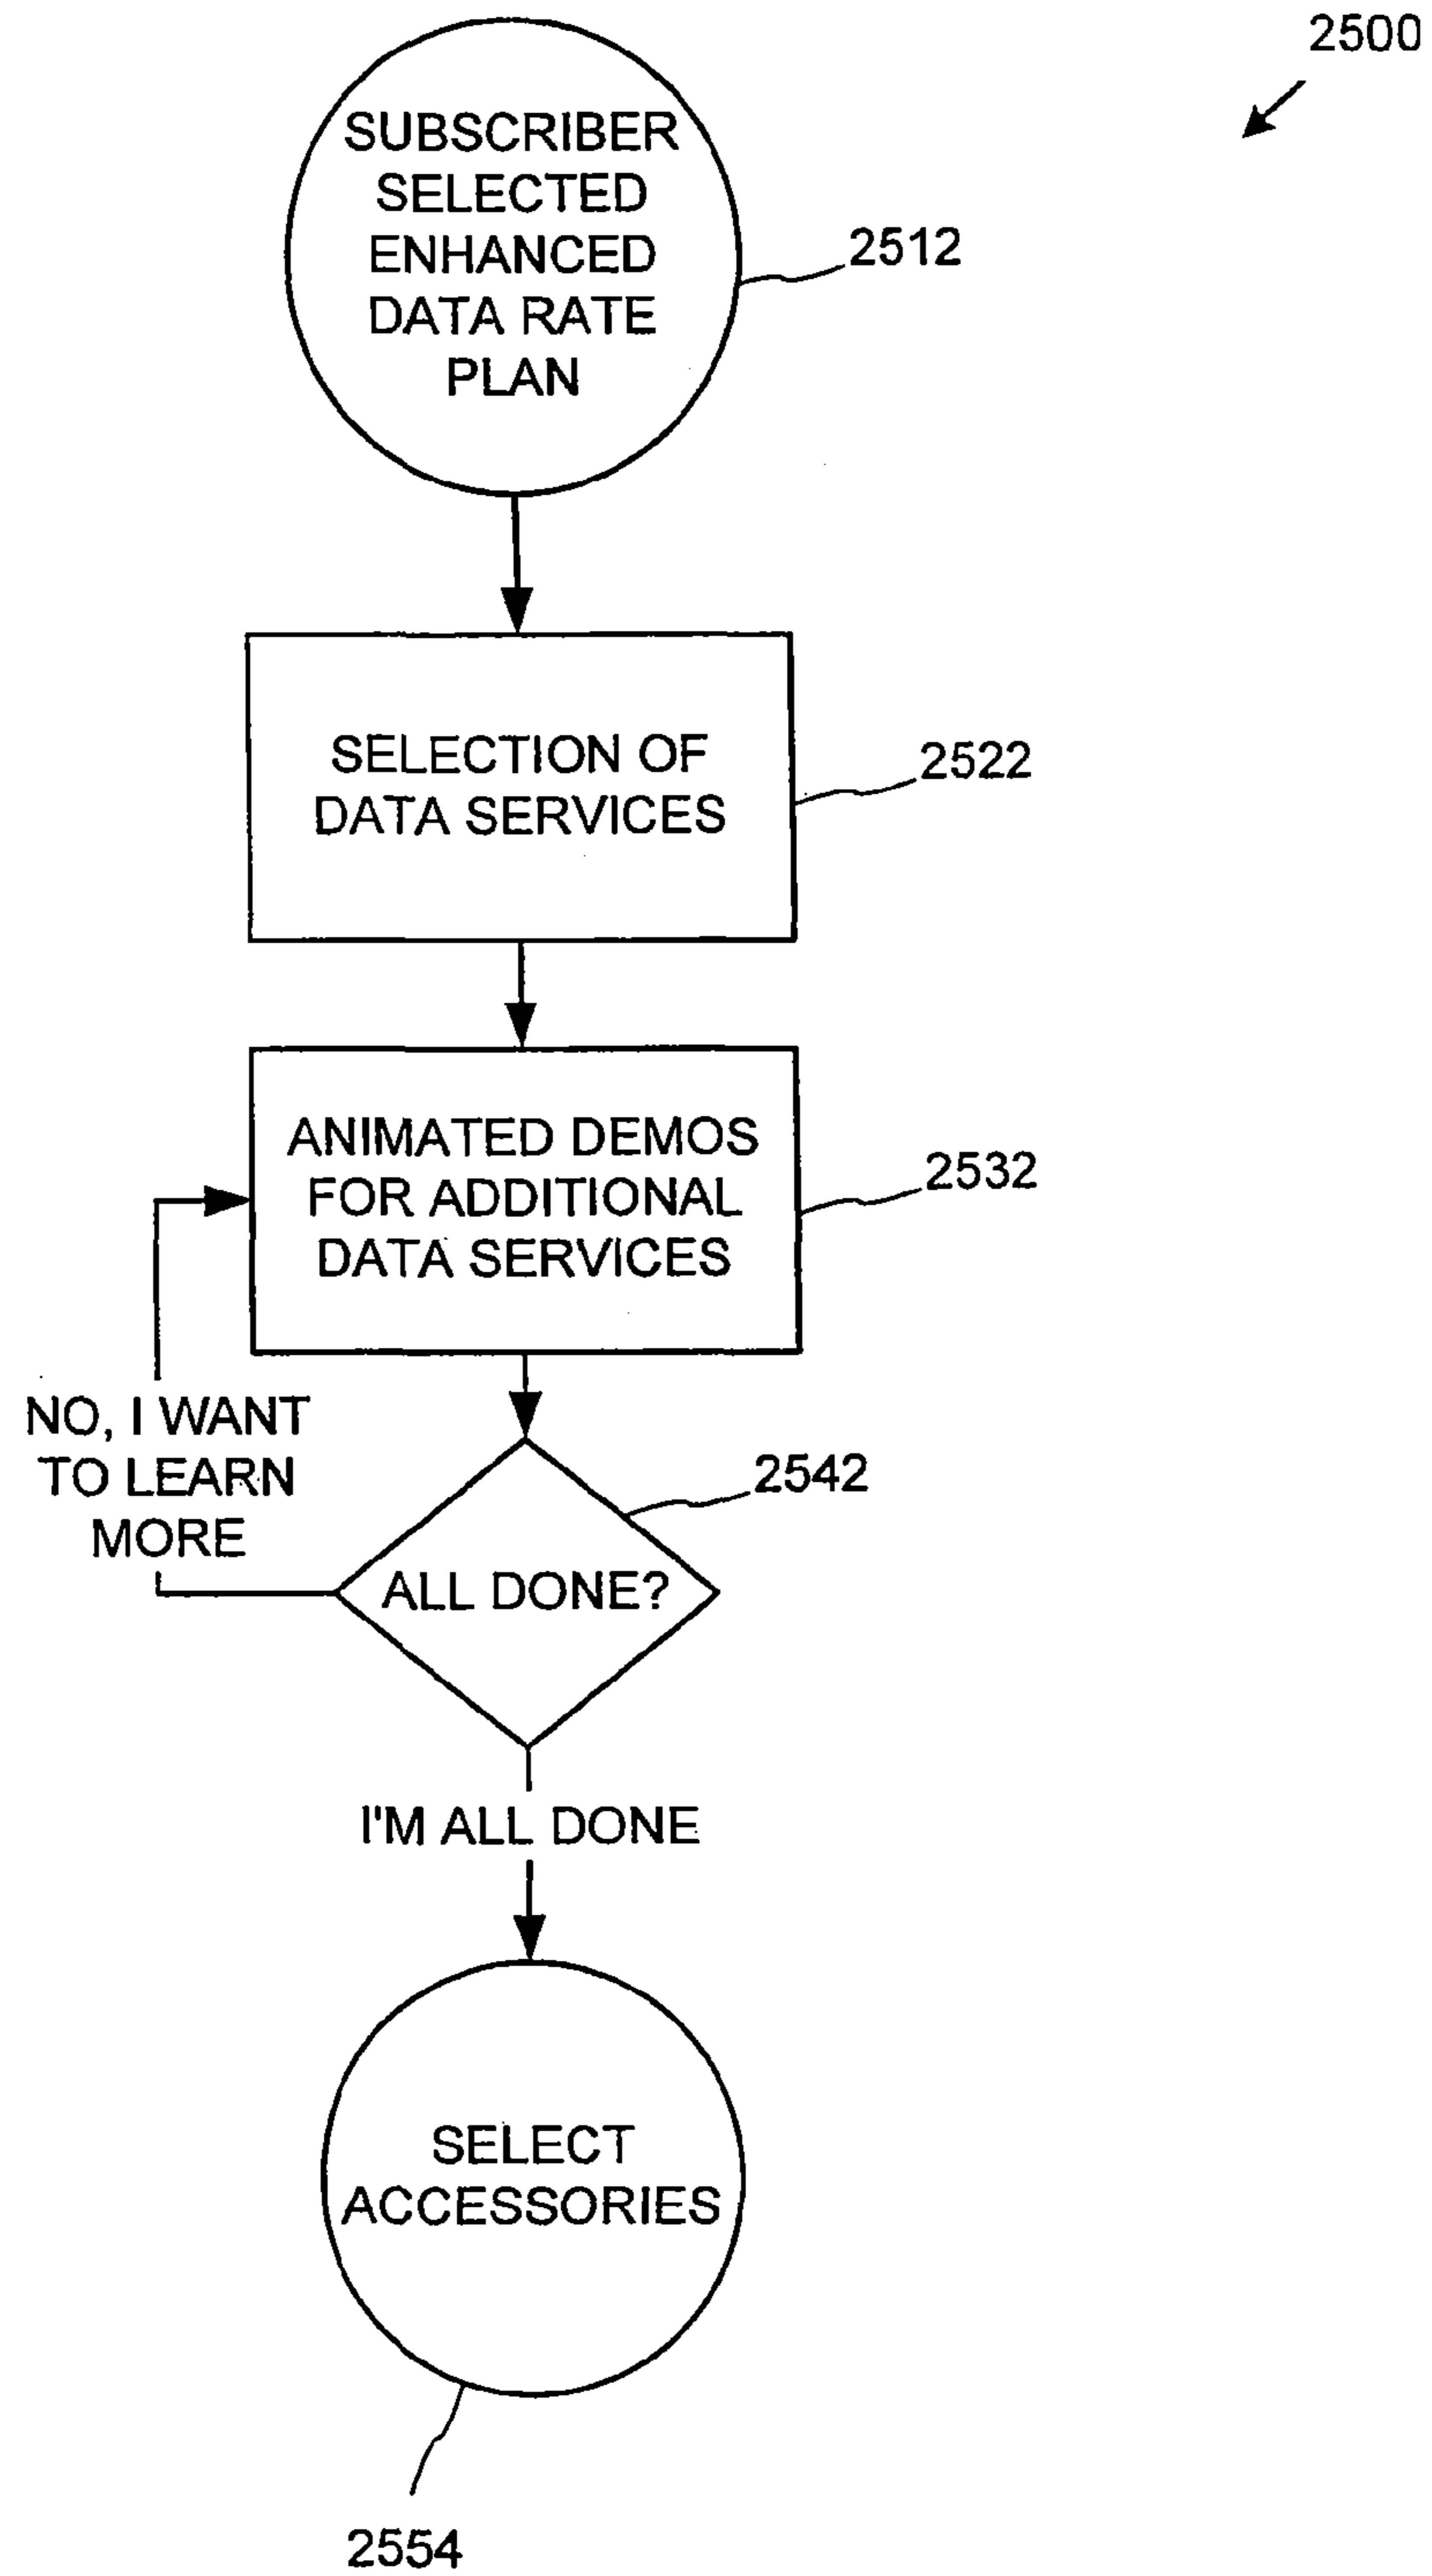 2500
SUBSCRIBER
SELECTED
ENHANCED
DATA RATE
PLAN
2512
SELECTION OF
DATA SERVICES
2522
ANIMATED DEMOS
FOR ADDITIONAL
DATA SERVICES
2532
NO, I WANT
TO LEARN
MORE
2542
ALL DONE?
I'M ALL DONE
SELECT
ACCESSORIES
2554